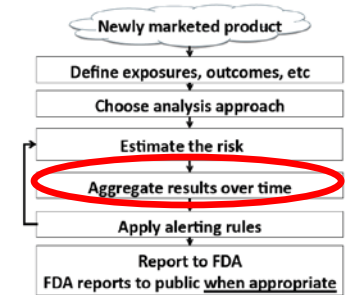 Newly marketed product
Define exposures, outcomes, etc
Choose analysis approach
Estimate the risk
Aggregate results over time
Apply alerting rules
Report to FDA
FDA reports to public when appropriate